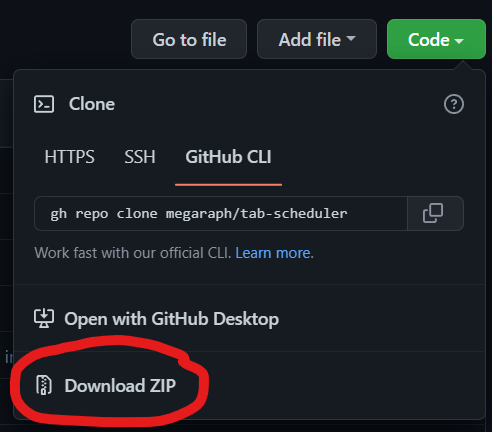 Go to file
Add file
Code
Clone
HTTPS
SSH
GitHub CLI
gh repo clone megaraph/tab-scheduler
Work fast with our official CLI. Learn more.
Open with GitHub Desktop
Download ZIP